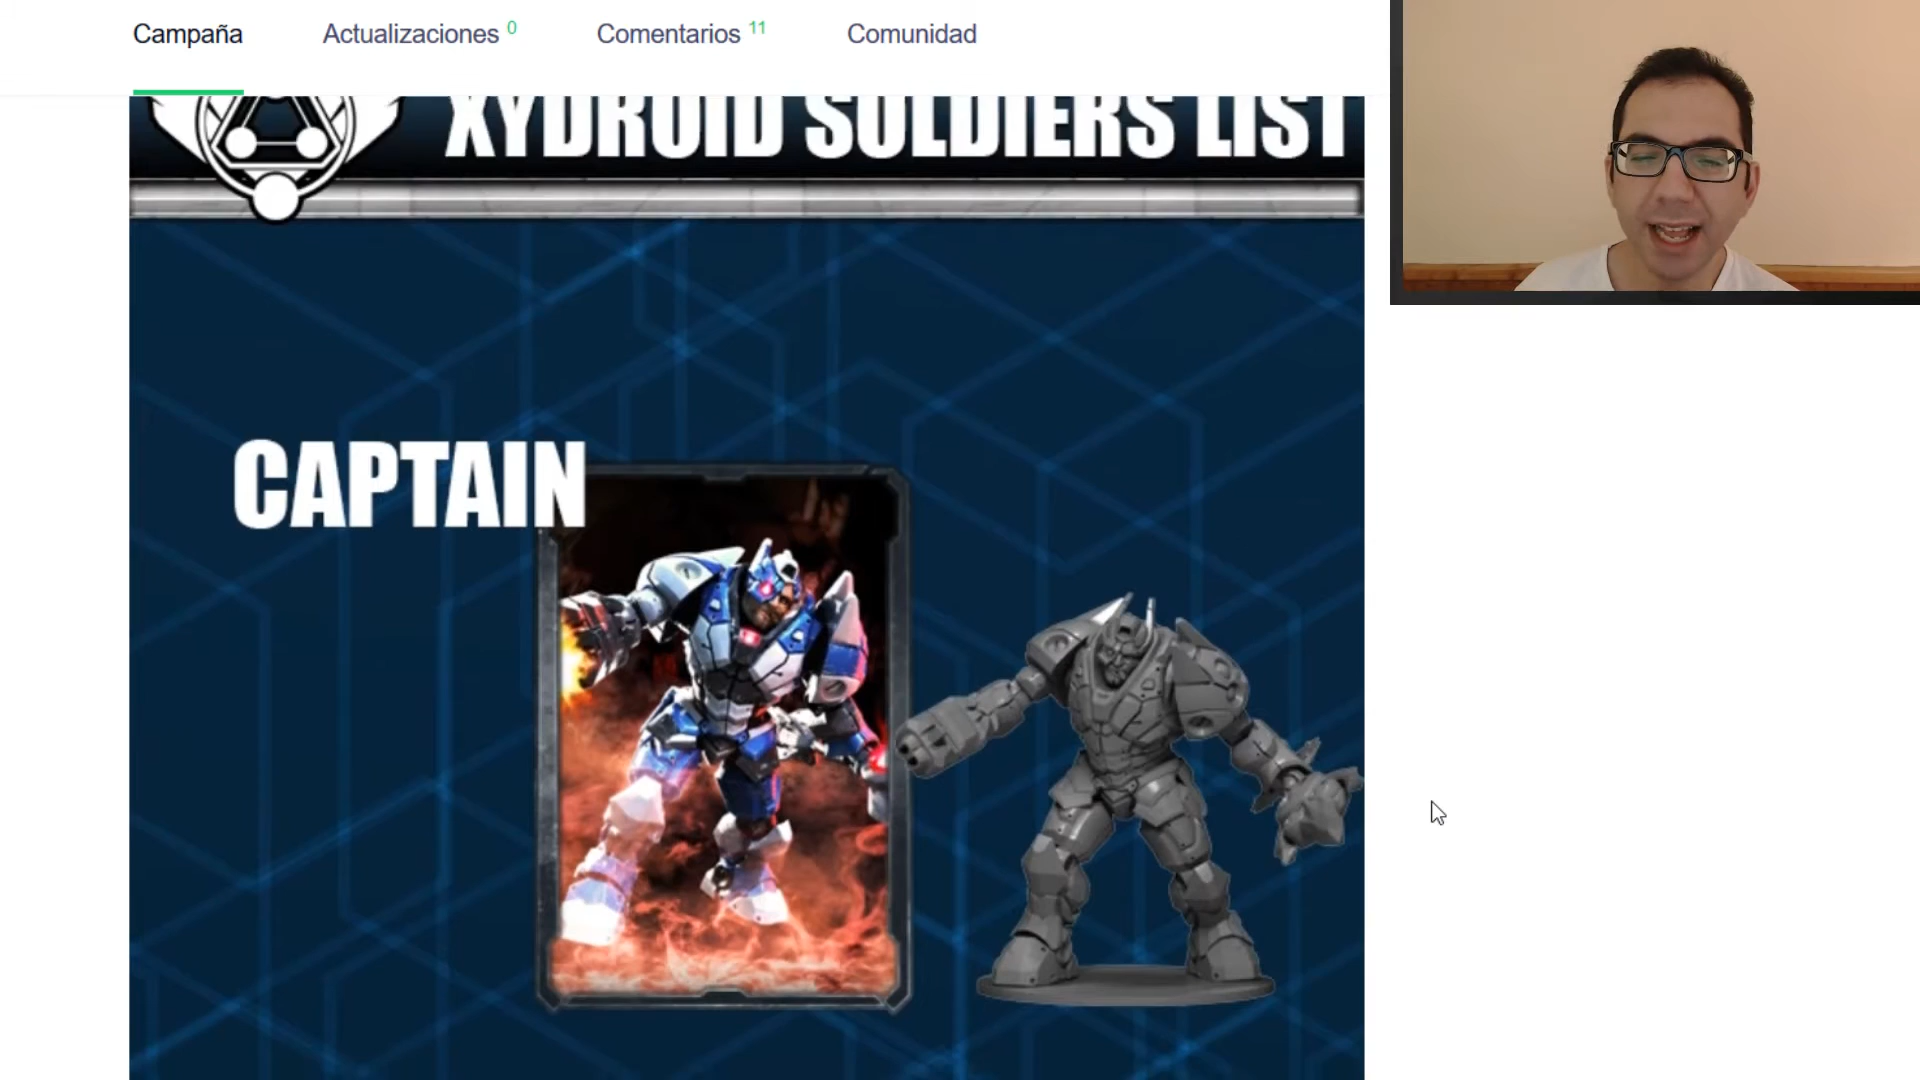 Campaña
Actualizaciones 0
Comentarios 11
Comunidad
XYDROID SOLDIERS LIST
CAPTAIN